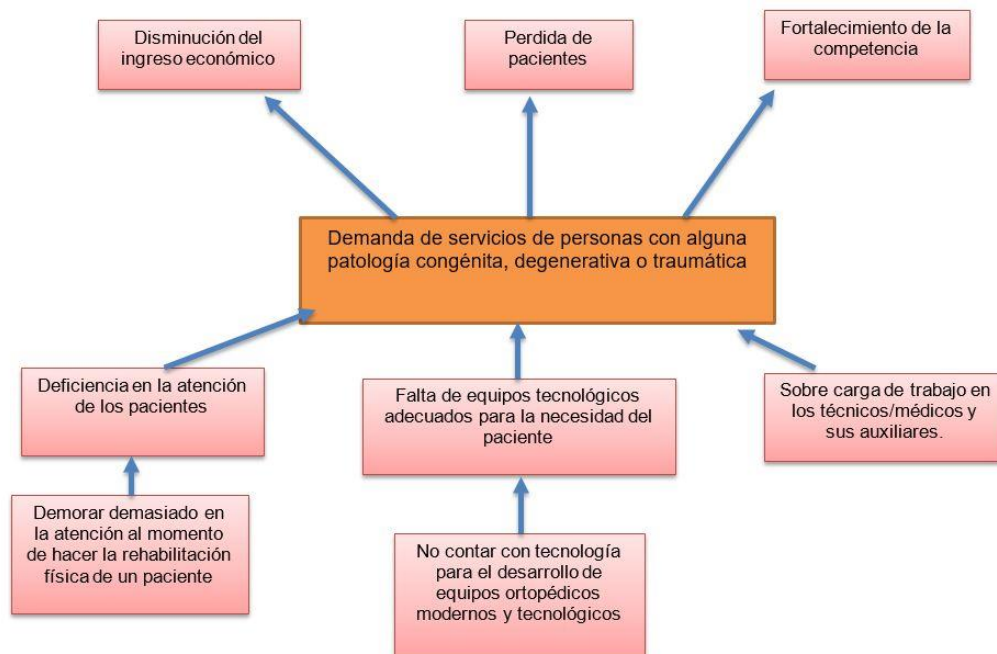 Disminución del
ingreso económico
Perdida de
pacientes
Fortalecimiento de la
competencia
Demanda de servicios de personas con alguna
patología congénita, degenerativa o traumática
Deficiencia en la atención
de los pacientes
Falta de equipos tecnológicos
adecuados para la necesidad del
paciente
Sobre carga de trabajo en
los técnicos/médicos y
sus auxiliares.
Demorar demasiado en
la atención al momento
de hacer la rehabilitación
física de un paciente
No contar con tecnología
para el desarrollo de
equipos ortopédicos
modernos y tecnológicos